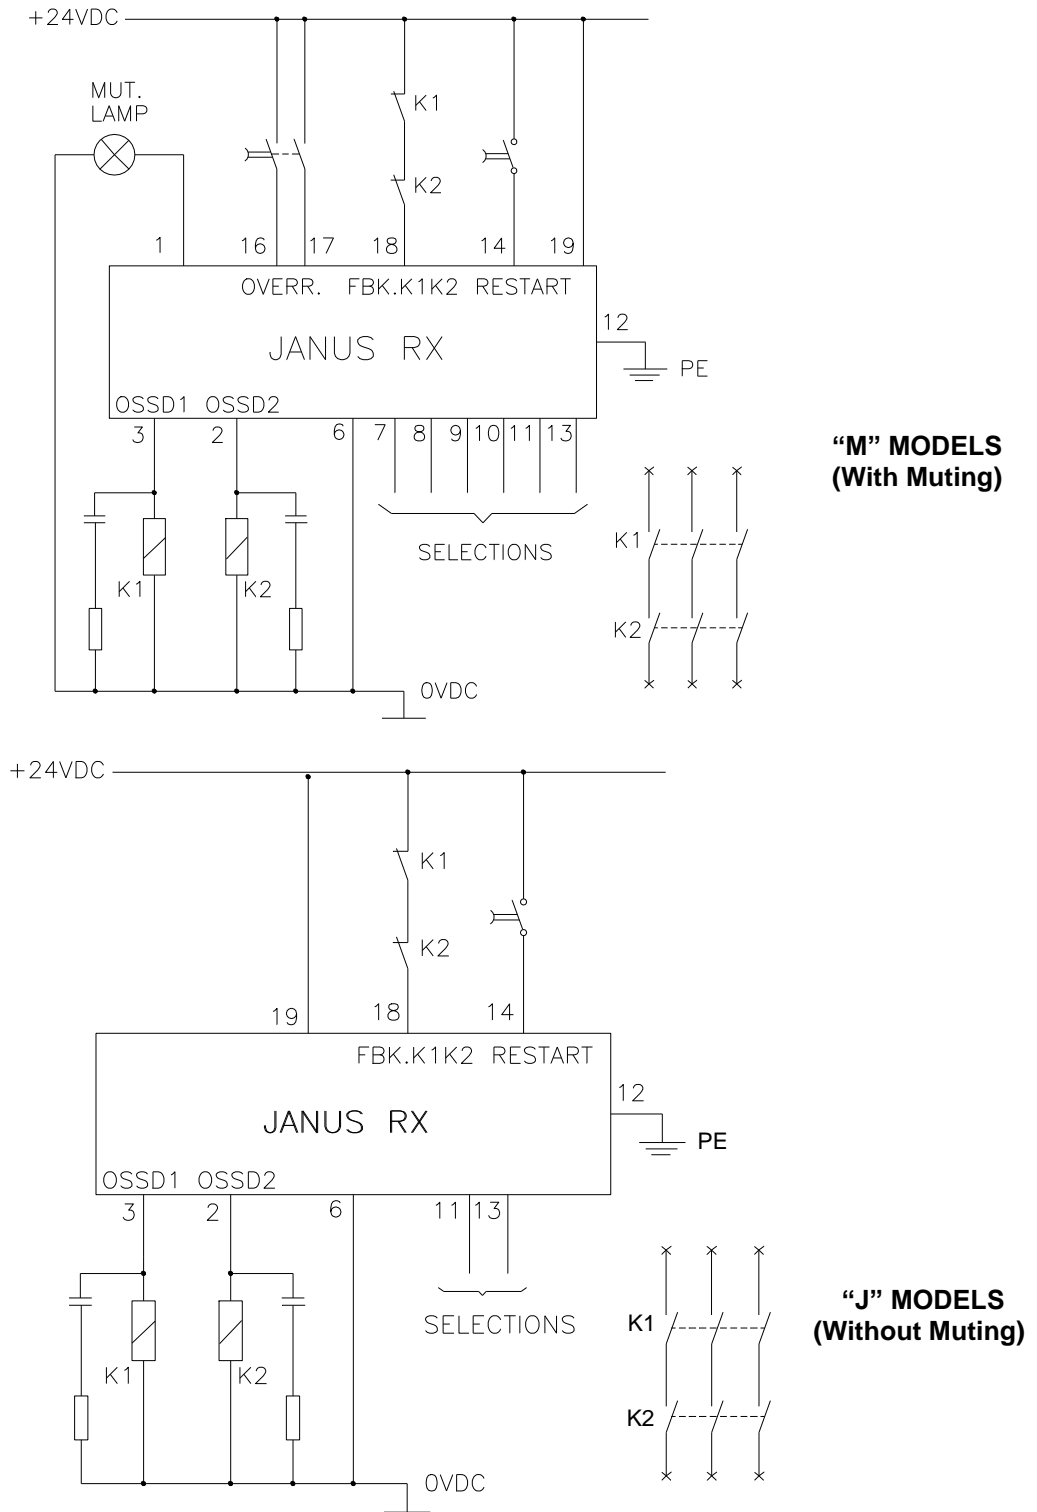 +24VDC
MUT.
LAMP
K1
K2
1
16
17
18
14
19
OVERR.
FBK.K1K2
RESTART
JANUS RX
12
PE
OSSD1
OSSD2
3
2
6
7
8
9
10
11
13
K1
K2
SELECTIONS
0VDC
K1
K2
“M” MODELS
(With Muting)
+24VDC
K1
K2
19
18
14
FBK.K1K2
RESTART
JANUS RX
12
PE
OSSD1
OSSD2
3
2
6
11
13
K1
K2
SELECTIONS
0VDC
K1
K2
“J” MODELS
(Without Muting)